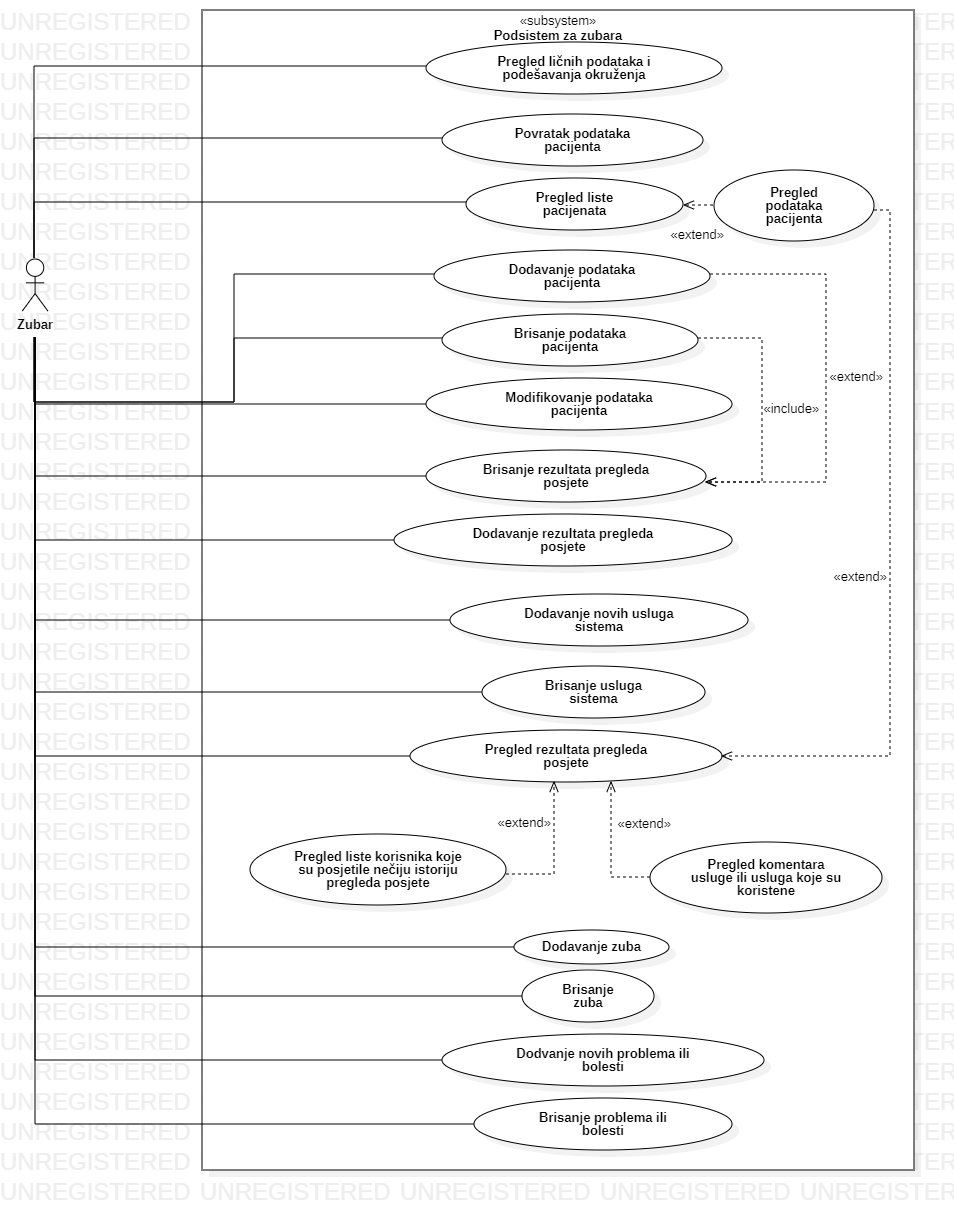 «subsystem»
Podsistem za zubara
Pregled ličnih podataka i
podešavanja okruženja
Povratak podataka
pacijenta
Pregled liste
pacijenata
Pregled
podataka
pacijenta
«extend»
Dodavanje podataka
pacijenta
Zubar
Brisanje podataka
pacijenta
«extend»
Modifikovanje podataka
pacijenta
«include»
Brisanje rezultata pregleda
posjete
Dodavanje rezultata pregleda
posjete
«extend»
Dodavanje novih usluga
sistema
Brisanje usluga
sistema
Pregled rezultata pregleda
posjete
«extend»
«extend»
Pregled liste korisnika koje
su posjetile nečiju istoriju
pregleda posjete
Pregled komentara
usluge ili usluga koje su
koristene
Dodavanje zuba
Brisanje
zuba
Dodvanje novih problema ili
bolesti
Brisanje problema ili
bolesti
UNREGISTERED UNREGISTERED UNREGISTERED UNREGISTERED UNREGISTERED